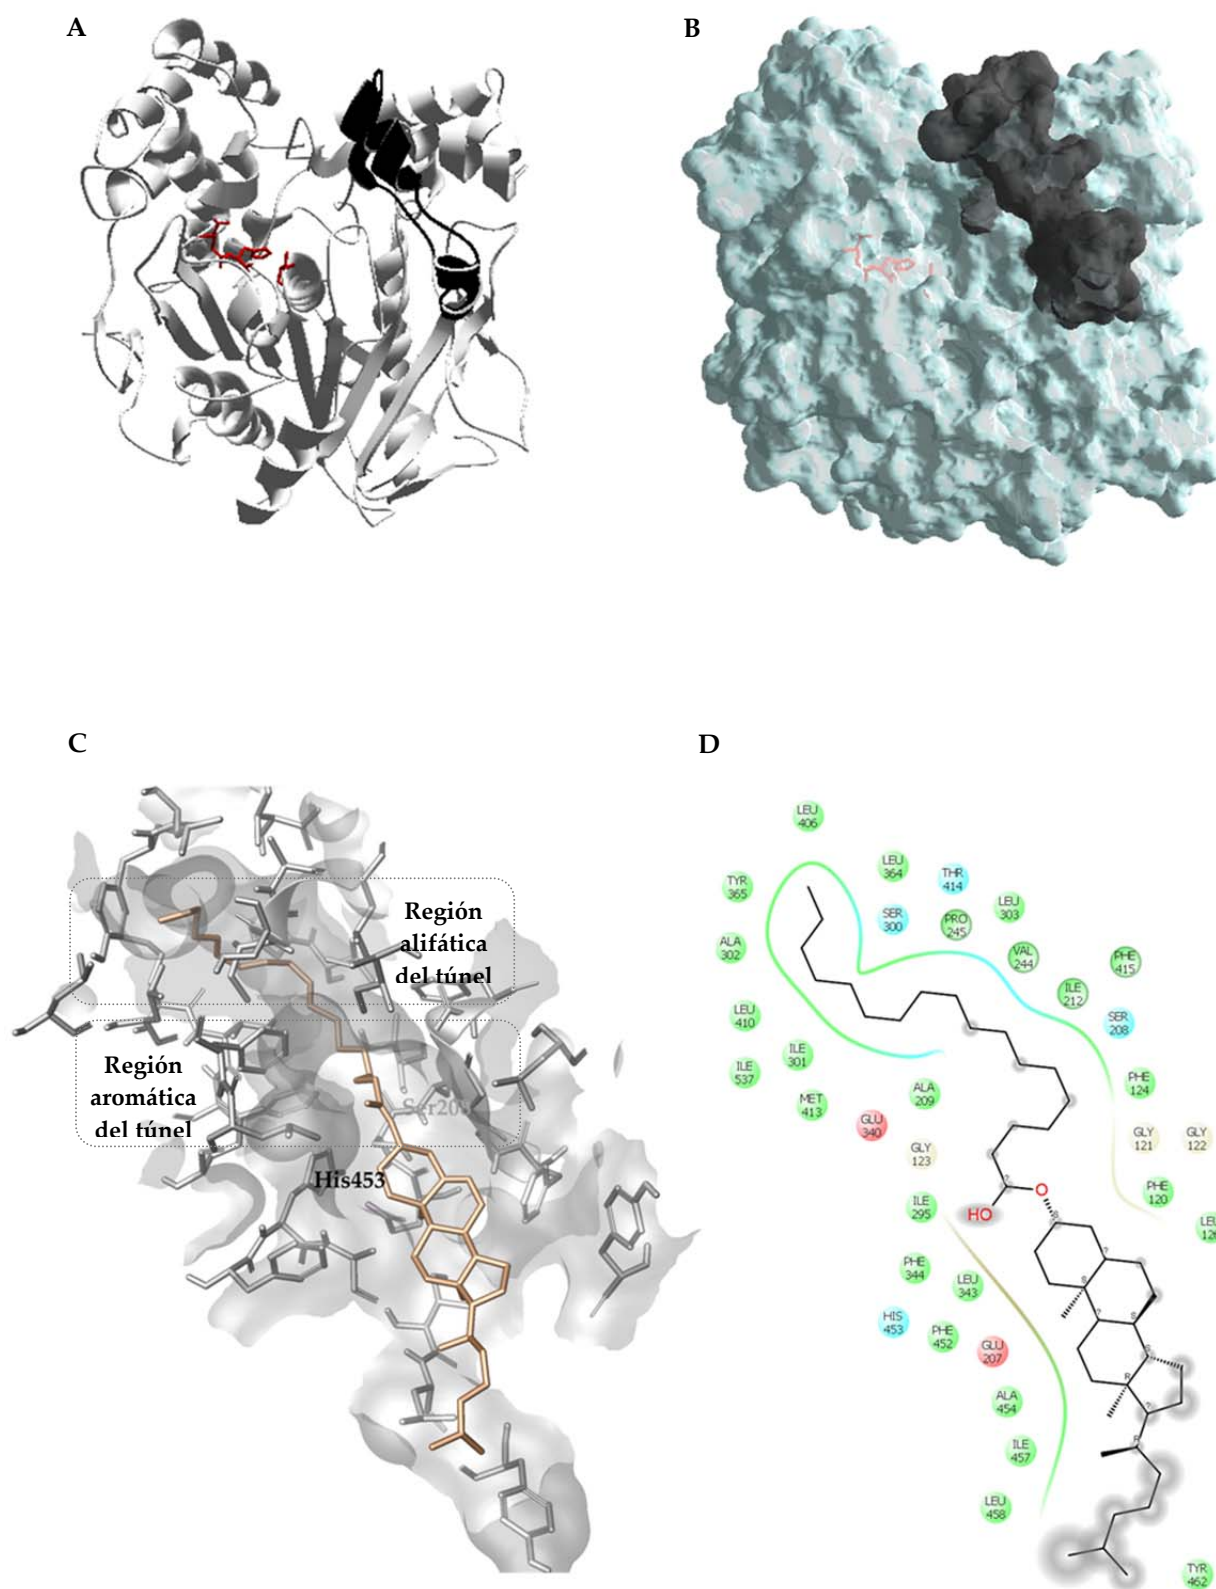 A
B
C
D
Región
alifática
del túnel
Región
aromática
del túnel
Ser20
His453
LEU
406
LEU
364
THR
414
TYR
365
SER
300
PRO
245
LEU
303
ALA
302
VAL
244
PHE
415
ILE
212
LEU
410
SER
208
ILE
301
ILE
537
MET
413
ALA
209
PHE
124
GLU
340
GLY
121
GLY
122
GLY
123
PHE
120
ILE
295
HO
O
LEU
126
S
PHE
344
LEU
343
?
S
HIS
453
PHE
452
GLU
207
?
S
S
R
ALA
454
?
ILE
457
R
LEU
458
TYR
462